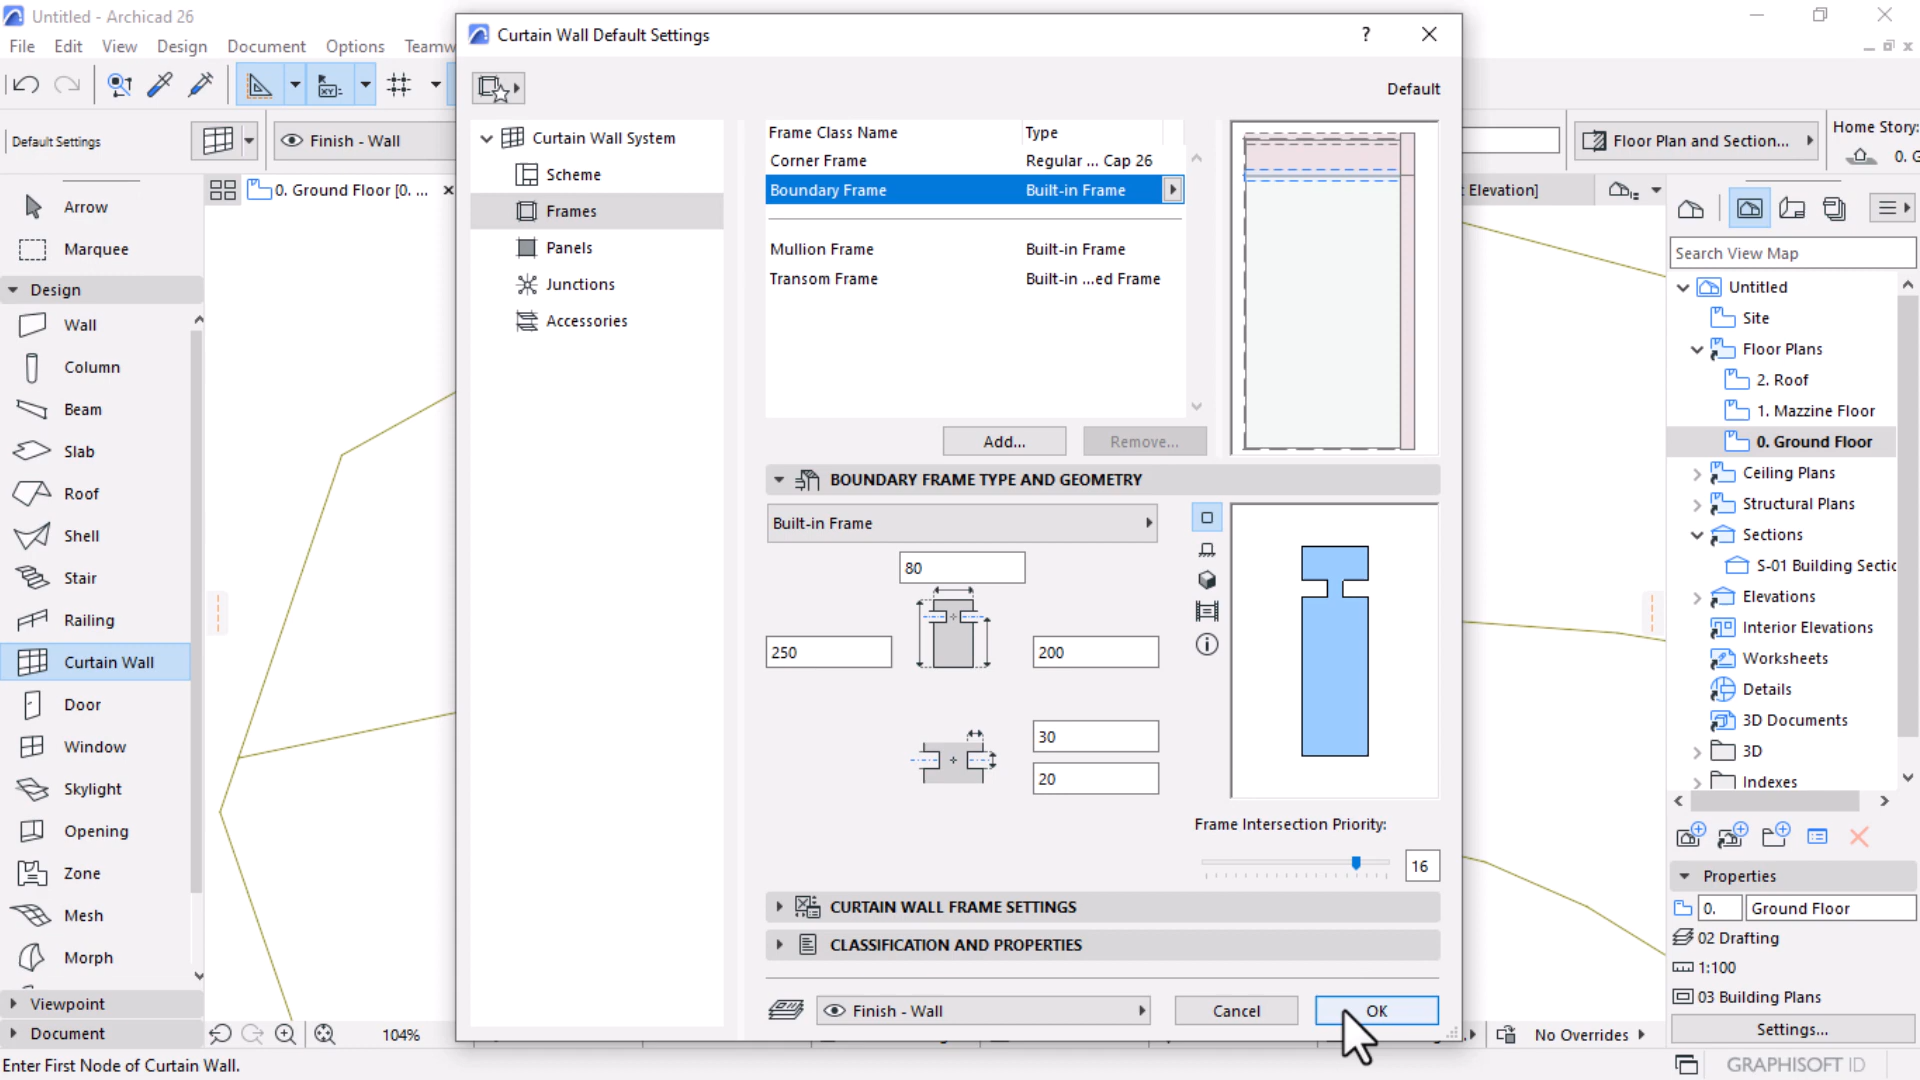 Untitled - Archicad 26
File Edit View Design Document Options Teamw
Default Settings
Finish - Wall
0. Ground Floor [0. ...
Arrow
Marquee
Design
Wall
Column
Beam
Slab
Roof
Shell
Stair
Railing
Curtain Wall
Door
Window
Skylight
Opening
Zone
Mesh
Morph
Viewpoint
Document
104%
Enter First Node of Curtain Wall.
Curtain Wall Default Settings
?
Default
Curtain Wall System
Scheme
Frames
Panels
Junctions
Accessories
Frame Class Name Type
Corner Frame Regular ... Cap 26
Boundary Frame Built-in Frame
Mullion Frame Built-in Frame
Transom Frame Built-in ...ed Frame
Add... Remove...
BOUNDARY FRAME TYPE AND GEOMETRY
Built-in Frame
80
250
200
30
20
Frame Intersection Priority:
16
CURTAIN WALL FRAME SETTINGS
CLASSIFICATION AND PROPERTIES
Finish - Wall
Cancel OK
Floor Plan and Section...
Home Story:
0. G
Elevation]
Search View Map
Untitled
Site
Floor Plans
2. Roof
1. Mazzine Floor
0. Ground Floor
Ceiling Plans
Structural Plans
Sections
S-01 Building Sectic
Elevations
Interior Elevations
Worksheets
Details
3D Documents
3D
Indexes
Properties
0. Ground Floor
02 Drafting
1:100
03 Building Plans
Settings...
No Overrides
GRAPHISOFT ID